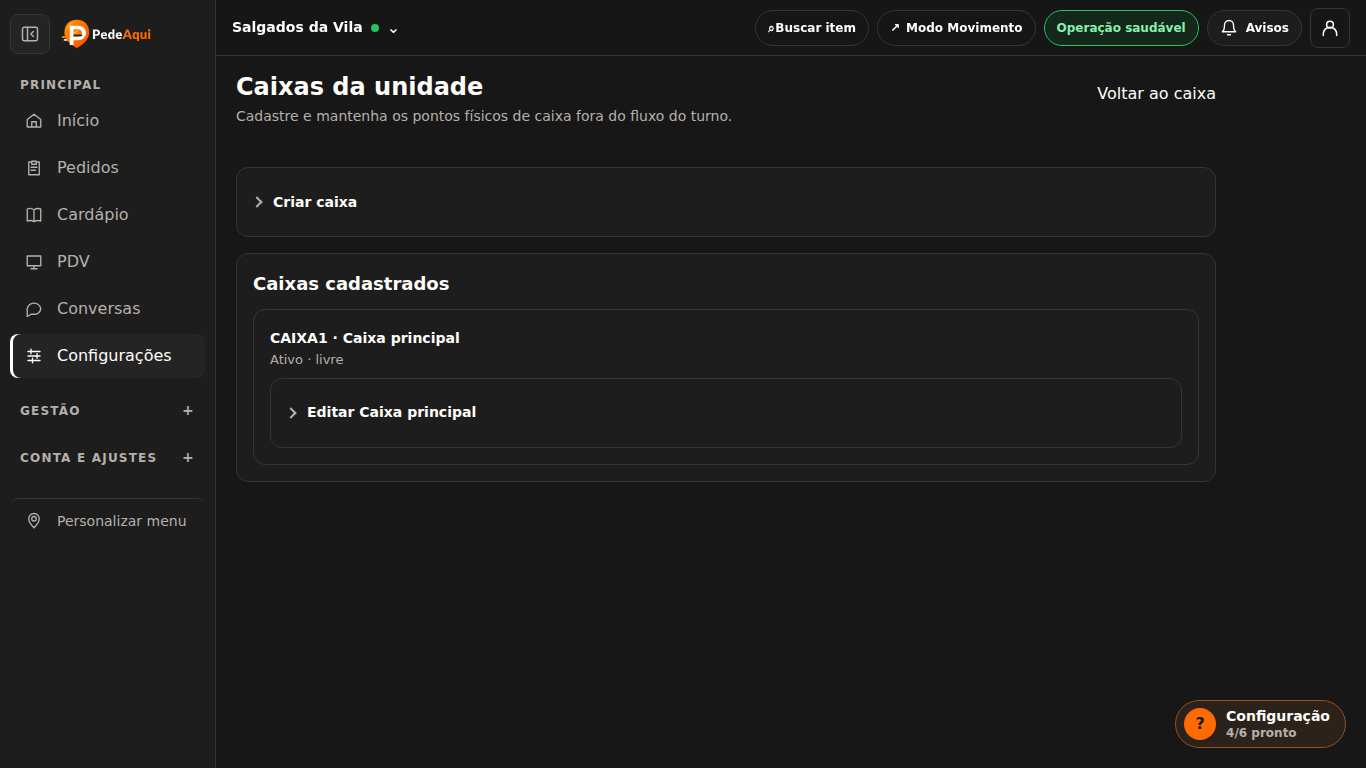 PedeAqui
Salgados da Vila
Buscar item
Modo Movimento
Operação saudável
Avisos
PRINCIPAL
Início
Pedidos
Cardápio
PDV
Conversas
Configurações
GESTÃO +
CONTA E AJUSTES +
Personalizar menu
Caixas da unidade
Voltar ao caixa
Cadastre e mantenha os pontos físicos de caixa fora do fluxo do turno.
Criar caixa
Caixas cadastrados
CAIXA1 · Caixa principal
Ativo · livre
Editar Caixa principal
?
Configuração
4/6 pronto